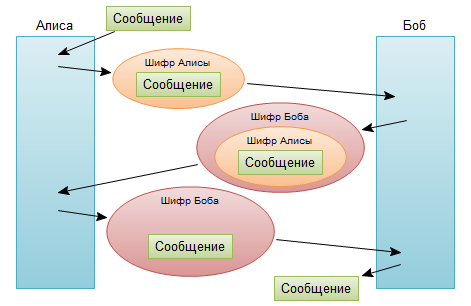 Сообщение
Алиса
Боб
Шифр Алисы
Сообщение
Шифр Боба
Шифр Алисы
Сообщение
Шифр Боба
Сообщение
Сообщение